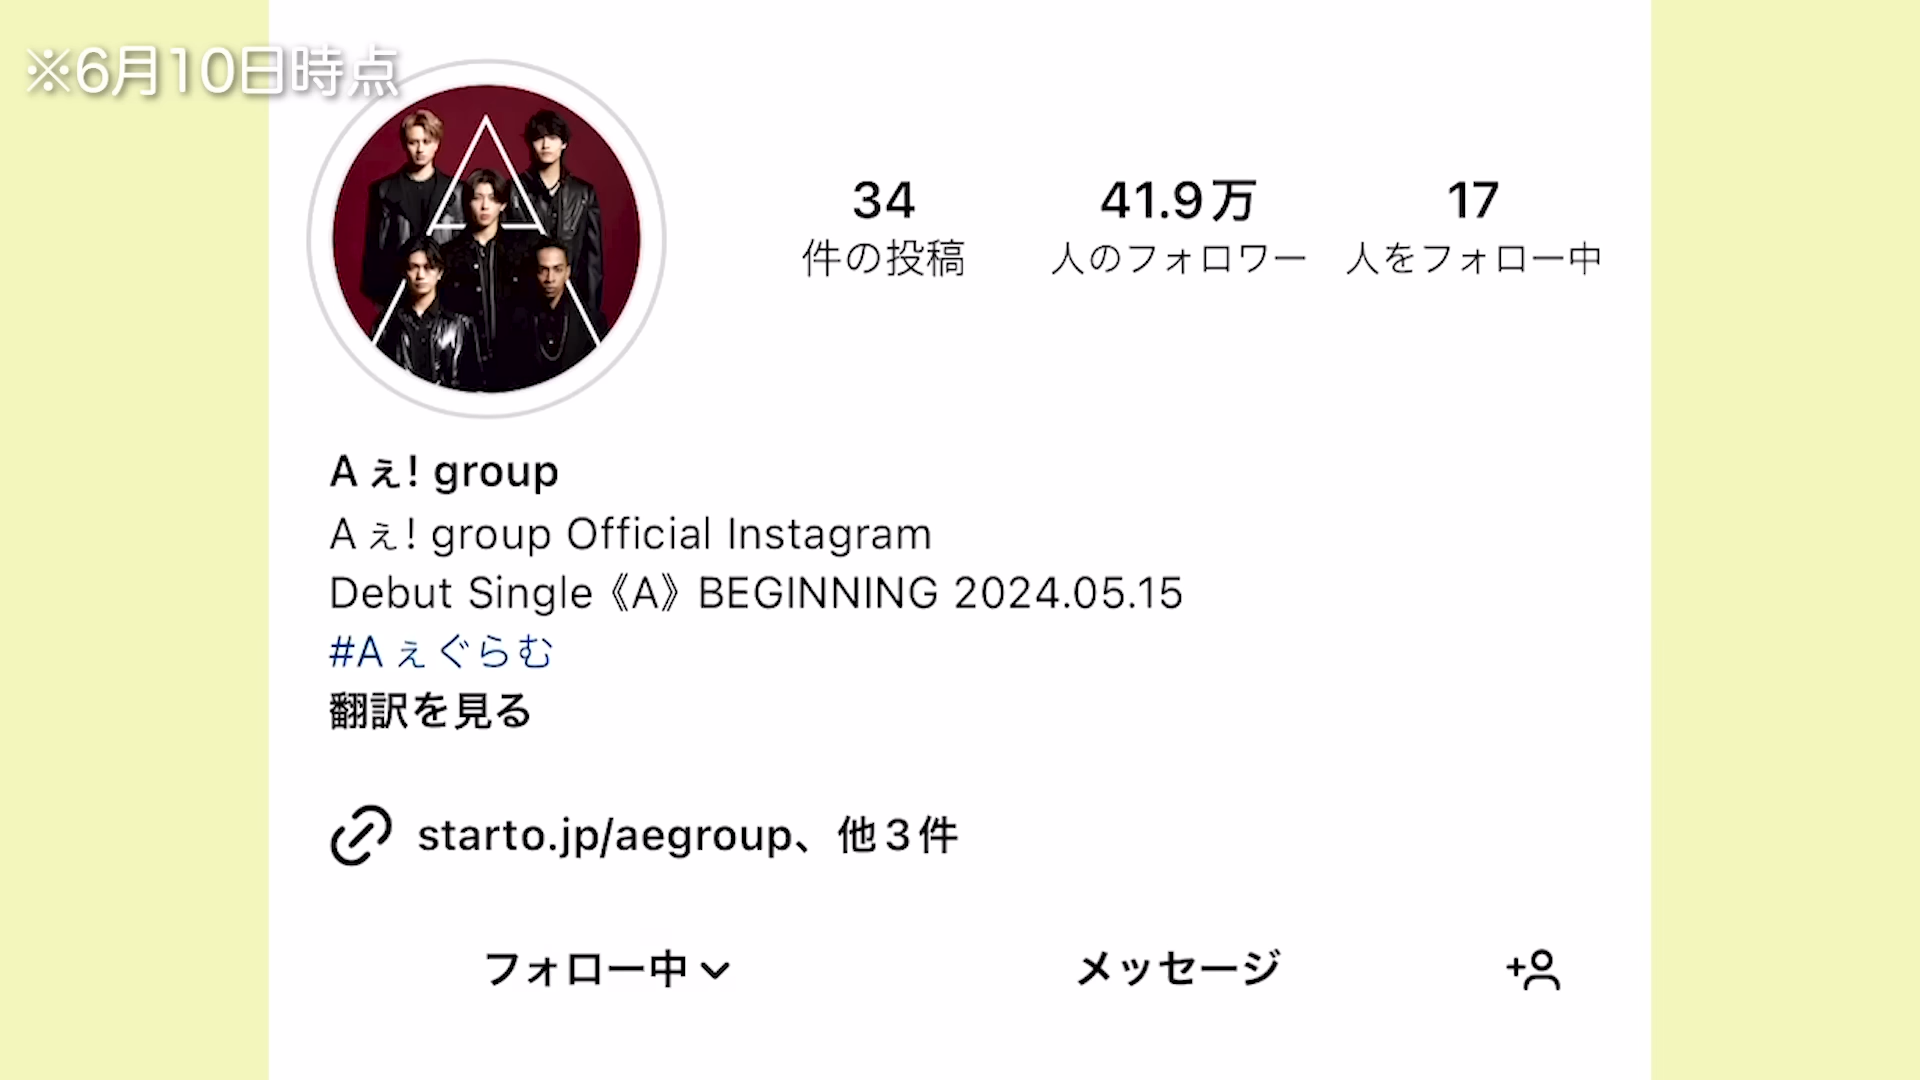 ※6月10日時点
34
件の投稿
41.9万
人のフォロワー
17
人をフォロー中
Aぇ! group
Aぇ! group Official Instagram
Debut Single《A》BEGINNING 2024.05.15
#Aぇぐらむ
翻訳を見る
starto.jp/aegroup、他3件
フォロー中
メッセージ